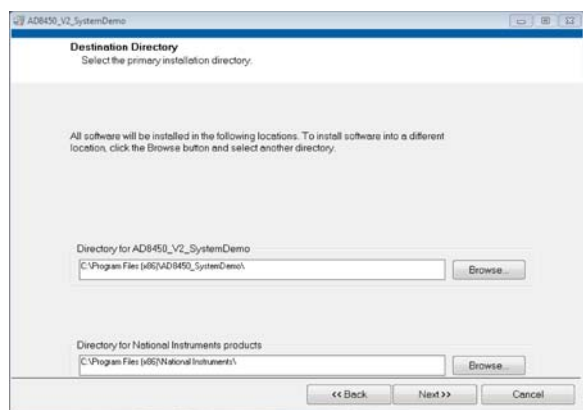 AD8450_V2_SystemDemo
Destination Directory
Select the primary installation directory.
All software will be installed in the following locations. To install software into a different
location, click the Browse button and select another directory.
Directory for AD8450_V2_SystemDemo
C:\Program Files (x86)\AD8450_SystemDemo\
Browse...
Directory for National Instruments products
C:\Program Files (x86)\National Instruments\
Browse...
<< Back
Next >>
Cancel